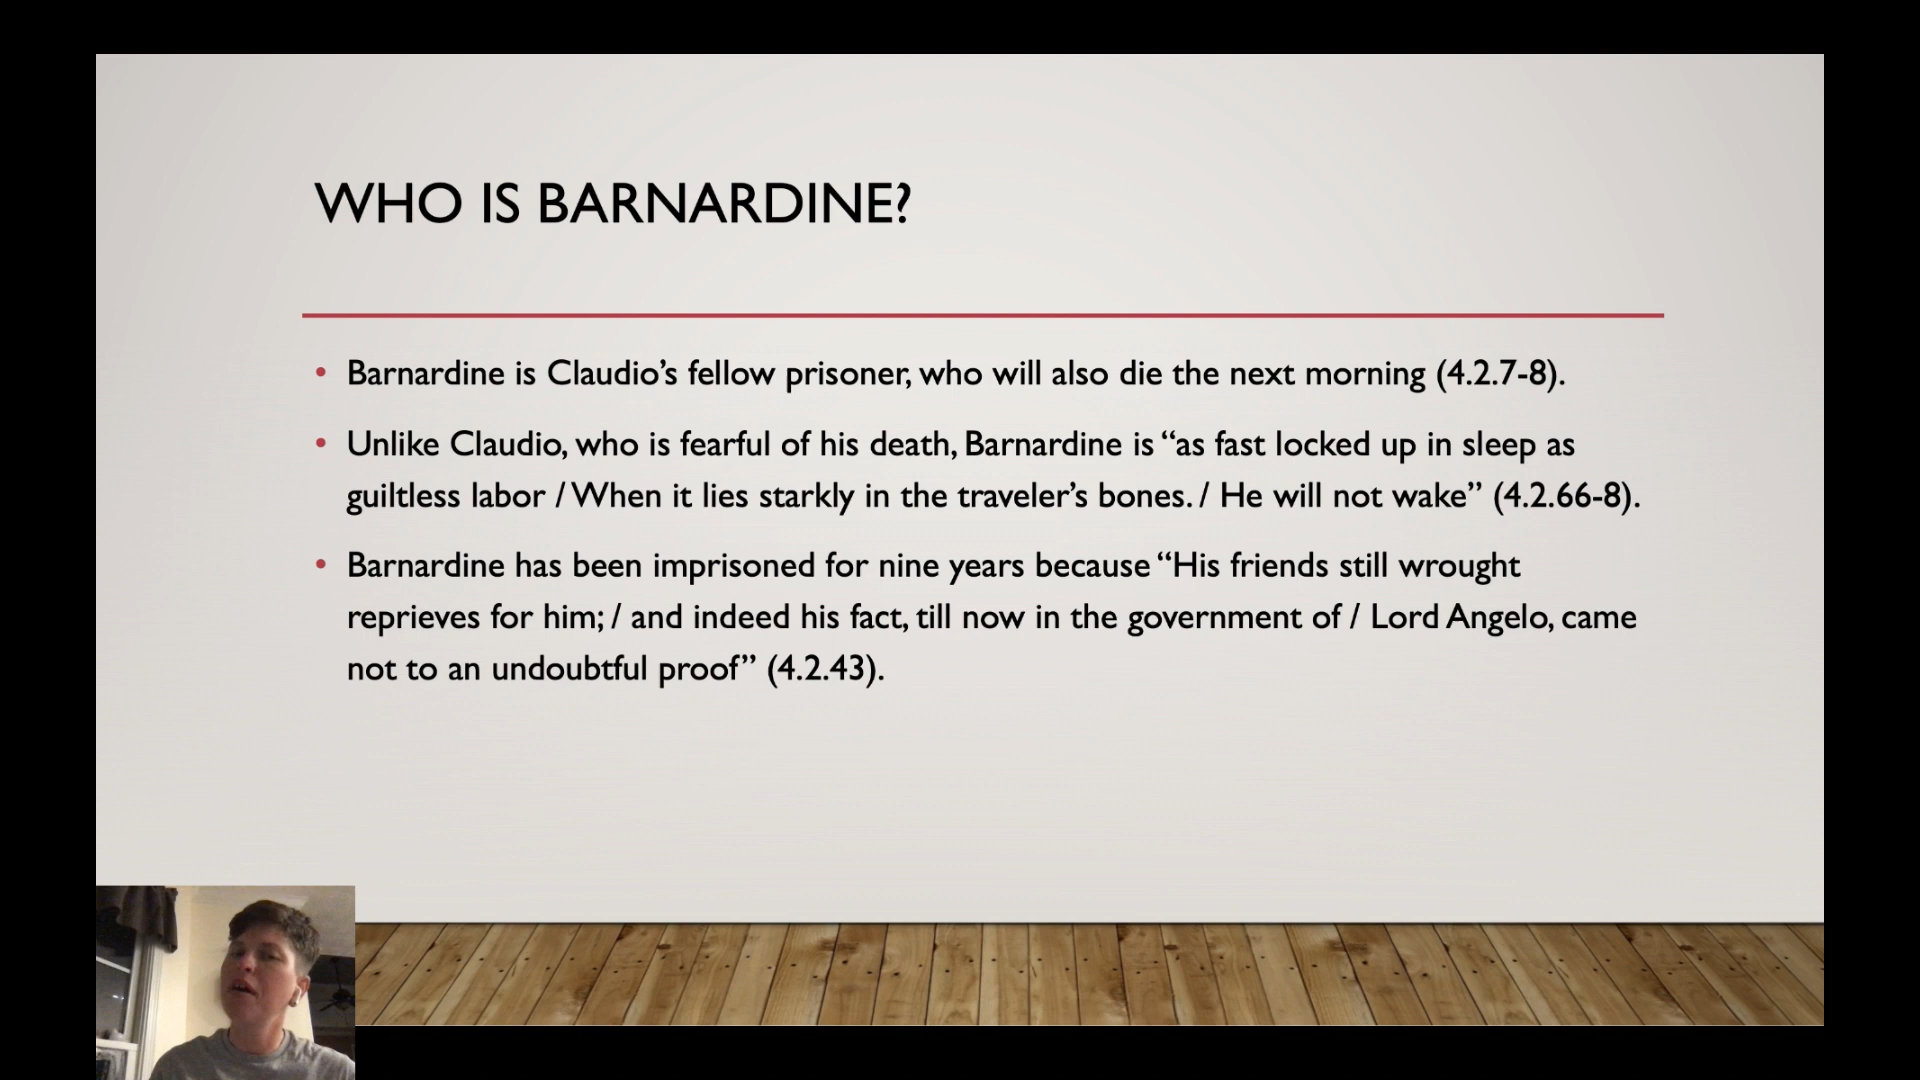 WHO IS BARNARDINE?
• Barnardine is Claudio’s fellow prisoner, who will also die the next morning (4.2.7-8).
• Unlike Claudio, who is fearful of his death, Barnardine is “as fast locked up in sleep as
guiltless labor / When it lies starkly in the traveler’s bones. / He will not wake” (4.2.66-8).
• Barnardine has been imprisoned for nine years because “His friends still wrought
reprieves for him; / and indeed his fact, till now in the government of / Lord Angelo, came
not to an undoubtful proof” (4.2.43).